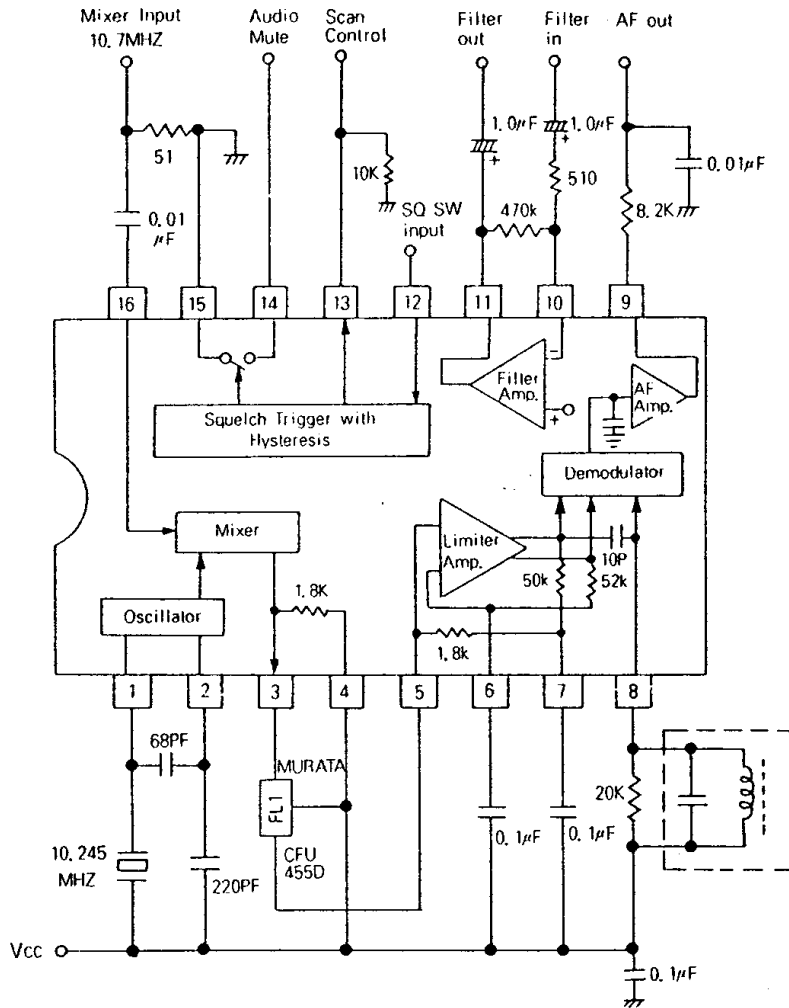 Mixer Input
10.7MHZ
Audio
Mute
Scan
Control
Filter
out
Filter
in
AF out
51
0.01
µF
10K
SQ SW
input
1.0µF
1.0µF
510
470k
8.2K
0.01µF
16
15
14
13
12
11
10
9
Squelch Trigger with
Hysteresis
Filter
Amp.
AF
Amp.
Demodulator
Mixer
Limiter
Amp.
10P
50k
52k
1.8K
Oscillator
1.8k
1
2
3
4
5
6
7
8
68PF
MURATA
FL1
CFU
455D
20K
10.245
MHZ
220PF
0.1µF
0.1µF
Vcc
0.1µF